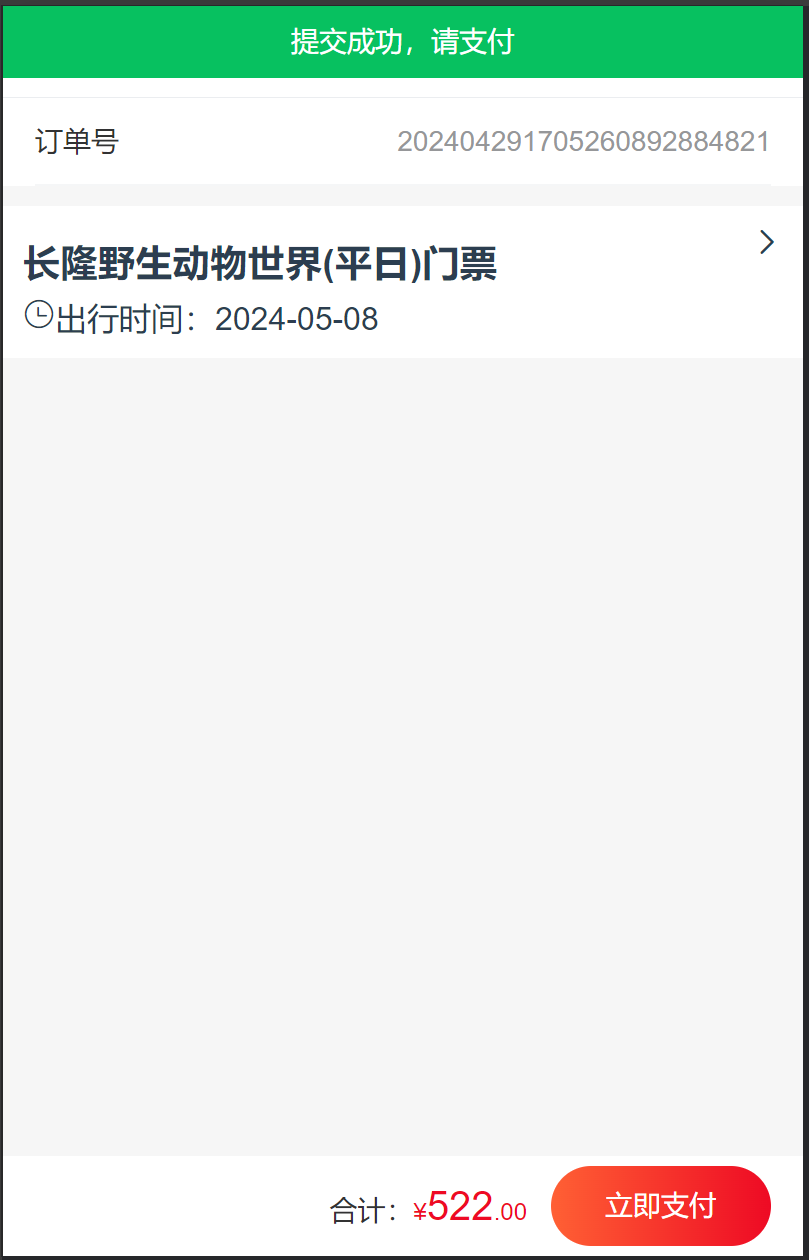 提交成功，请支付
订单号 202404291705260892884821
长隆野生动物世界(平日)门票
出行时间：2024-05-08
合计：¥522.00 立即支付